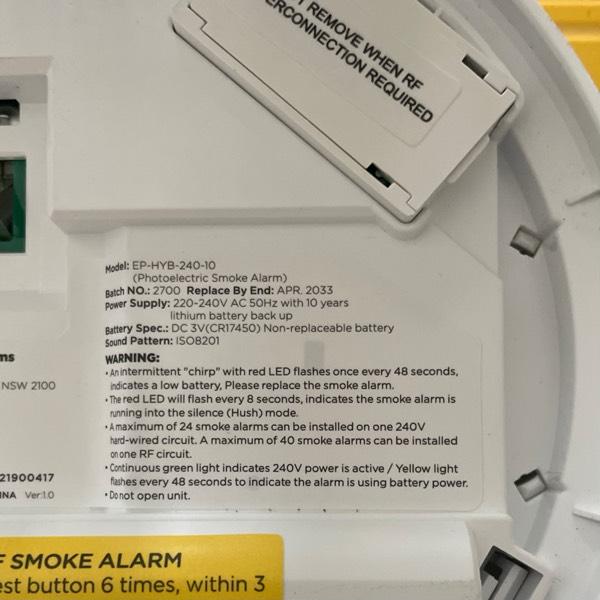 REMOVE WHEN RF
ERCONNECTION REQUIRED
Model: EP-HYB-240-10
(Photoelectric Smoke Alarm)
Batch NO.: 2700 Replace By End: APR. 2033
Power Supply: 220-240V AC 50Hz with 10 years
lithium battery back up
Battery Spec.: DC 3V(CR17450) Non-replaceable battery
Sound Pattern: ISO8201
WARNING:
• An intermittent "chirp" with red LED flashes once every 48 seconds,
indicates a low battery, Please replace the smoke alarm.
• The red LED will flash every 8 seconds, indicates the smoke alarm is
running into the silence (Hush) mode.
• A maximum of 24 smoke alarms can be installed on one 240V
hard-wired circuit. A maximum of 40 smoke alarms can be installed
on one RF circuit.
• Continuous green light indicates 240V power is active / Yellow light
flashes every 48 seconds to indicate the alarm is using battery power.
• Do not open unit.
ms
NSW 2100
21900417
INA Ver:1.0
F SMOKE ALARM
est button 6 times, within 3